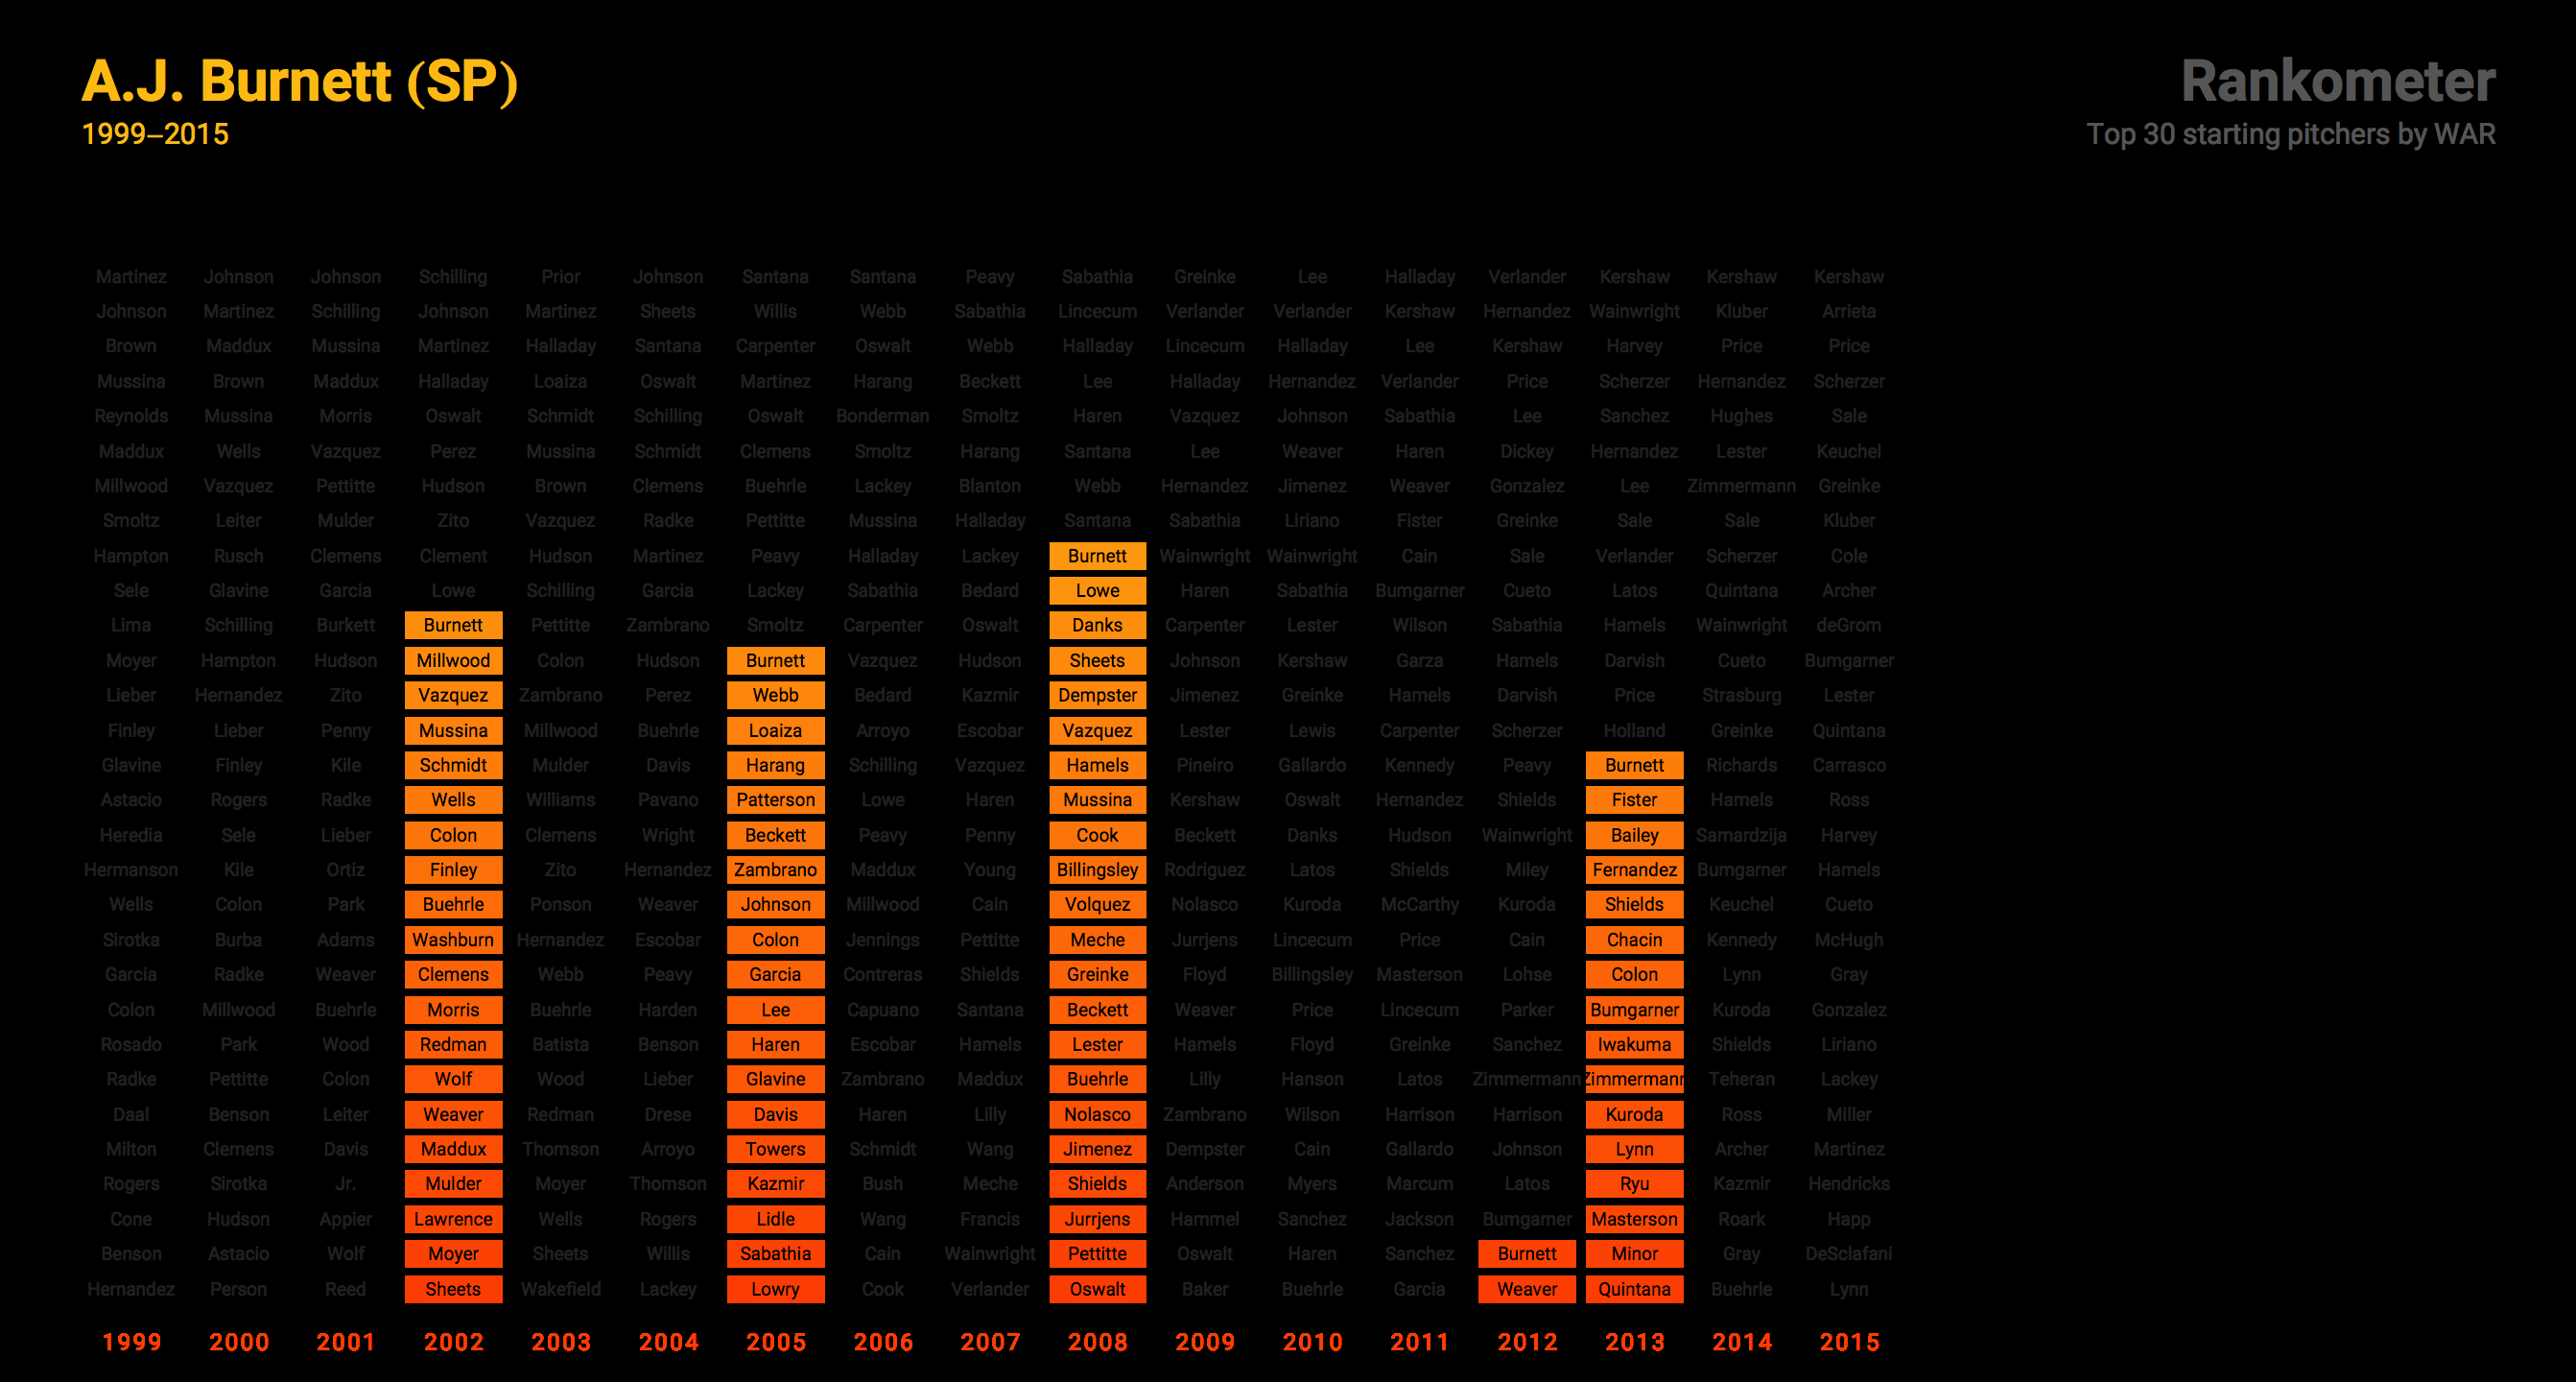 A.J. Burnett (SP)
1999–2015
Rankometer
Top 30 starting pitchers by WAR
Martinez Johnson Johnson Schilling Prior Johnson Santana Santana Peavy Sabathia Greinke Lee Halladay Verlander Kershaw Kershaw Kershaw
Johnson Martinez Schilling Johnson Martinez Sheets Willis Webb Sabathia Lincecum Verlander Verlander Kershaw Hernandez Wainwright Kluber Arrieta
Brown Maddux Mussina Martinez Halladay Santana Carpenter Oswalt Webb Halladay Lincecum Halladay Lee Kershaw Harvey Price Price
Mussina Brown Maddux Halladay Loaiza Oswalt Martinez Harang Beckett Lee Halladay Hernandez Verlander Price Scherzer Hernandez Scherzer
Reynolds Mussina Morris Oswalt Schmidt Schilling Oswalt Bonderman Smoltz Haren Vazquez Johnson Sabathia Lee Sanchez Hughes Sale
Maddux Wells Vazquez Perez Mussina Schmidt Clemens Smoltz Harang Santana Lee Weaver Haren Dickey Hernandez Lester Keuchel
Millwood Vazquez Pettitte Hudson Brown Clemens Buehrle Lackey Blanton Webb Hernandez Jimenez Weaver Gonzalez Lee Zimmermann Greinke
Smoltz Leiter Mulder Zito Vazquez Radke Pettitte Mussina Halladay Santana Sabathia Liriano Fister Greinke Sale Sale Kluber
Hampton Rusch Clemens Clement Hudson Martinez Peavy Halladay Lackey Burnett Wainwright Wainwright Cain Sale Verlander Scherzer Cole
Sele Glavine Garcia Lowe Schilling Garcia Lackey Sabathia Bedard Lowe Haren Sabathia Bumgarner Cueto Latos Quintana Archer
Lima Schilling Burkett Burnett Pettitte Zambrano Smoltz Carpenter Oswalt Danks Carpenter Lester Wilson Sabathia Hamels Wainwright deGrom
Moyer Hampton Hudson Millwood Colon Hudson Burnett Vazquez Hudson Sheets Johnson Kershaw Garza Hamels Darvish Cueto Bumgarner
Lieber Hernandez Zito Vazquez Zambrano Perez Webb Bedard Kazmir Dempster Jimenez Greinke Hamels Darvish Price Strasburg Lester
Finley Lieber Penny Mussina Millwood Buehrle Loaiza Arroyo Escobar Vazquez Lester Lewis Carpenter Scherzer Holland Greinke Quintana
Glavine Finley Kile Schmidt Mulder Davis Harang Schilling Vazquez Hamels Pineiro Gallardo Kennedy Peavy Burnett Richards Carrasco
Astacio Rogers Radke Wells Williams Pavano Patterson Lowe Haren Mussina Kershaw Oswalt Hernandez Shields Fister Hamels Ross
Heredia Sele Lieber Colon Clemens Wright Beckett Peavy Penny Cook Beckett Danks Hudson Wainwright Bailey Samardzija Harvey
Hermanson Kile Ortiz Finley Zito Hernandez Zambrano Maddux Young Billingsley Rodriguez Latos Shields Miley Fernandez Bumgarner Hamels
Wells Colon Park Buehrle Ponson Weaver Johnson Millwood Cain Volquez Nolasco Kuroda McCarthy Kuroda Shields Keuchel Cueto
Sirotka Burba Adams Washburn Hernandez Escobar Colon Jennings Pettitte Meche Jurrjens Lincecum Price Cain Chacin Kennedy McHugh
Garcia Radke Weaver Clemens Webb Peavy Garcia Contreras Shields Greinke Floyd Billingsley Masterson Lohse Colon Lynn Gray
Colon Millwood Buehrle Morris Buehrle Harden Lee Capuano Santana Beckett Weaver Price Lincecum Parker Bumgarner Kuroda Gonzalez
Rosado Park Wood Redman Batista Benson Haren Escobar Hamels Lester Hamels Floyd Greinke Sanchez Iwakuma Shields Liriano
Radke Pettitte Colon Wolf Wood Lieber Glavine Zambrano Maddux Buehrle Lilly Hanson Latos Zimmermann Zimmermann Teheran Lackey
Daal Benson Leiter Weaver Redman Drese Davis Haren Lilly Nolasco Zambrano Wilson Harrison Harrison Kuroda Ross Miller
Milton Clemens Davis Maddux Thomson Arroyo Towers Schmidt Wang Jimenez Dempster Cain Gallardo Johnson Lynn Archer Martinez
Rogers Sirotka Jr. Mulder Moyer Thomson Kazmir Bush Meche Shields Anderson Myers Marcum Latos Ryu Kazmir Hendricks
Cone Hudson Appier Lawrence Wells Rogers Lidle Wang Francis Jurrjens Hammel Sanchez Jackson Bumgarner Masterson Roark Happ
Benson Astacio Wolf Moyer Sheets Willis Sabathia Cain Wainwright Pettitte Oswalt Haren Sanchez Burnett Minor Gray DeSclafani
Hernandez Person Reed Sheets Wakefield Lackey Lowry Cook Verlander Oswalt Baker Buehrle Garcia Weaver Quintana Buehrle Lynn
1999 2000 2001 2002 2003 2004 2005 2006 2007 2008 2009 2010 2011 2012 2013 2014 2015